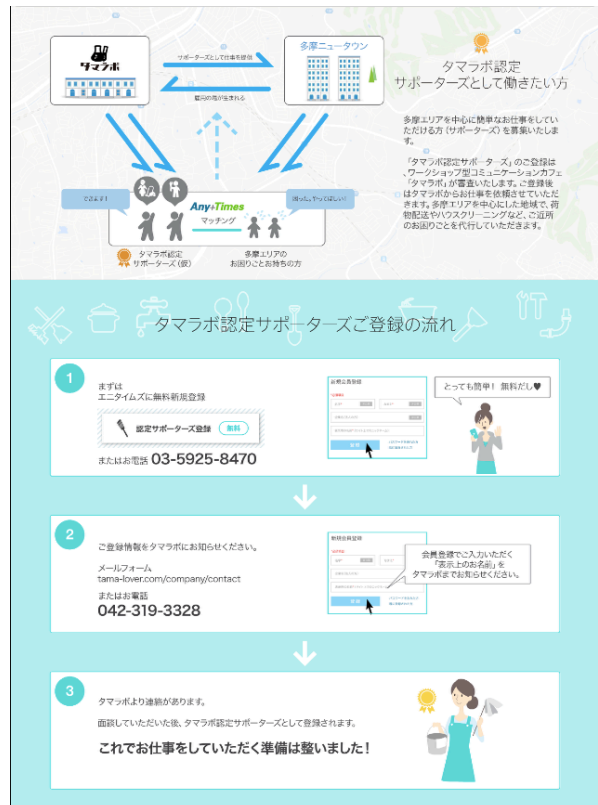 タマラボ
サポーターズとして仕事を提供
雇用の場が生まれる
多摩ニュータウン
できます！
困った、やってほしい！
Any+Times
マッチング
タマラボ認定
サポーターズ（仮）
多摩エリアの
お困りごとお持ちの方
タマラボ認定
サポーターズとして働きたい方
多摩エリアを中心に簡単なお仕事をしてい
ただける方（サポーターズ）を募集いたしま
す。
「タマラボ認定サポーターズ」のご登録は
、ワークショップ型コミュニケーションカフェ
「タマラボ」が審査いたします。ご登録後
はタマラボからお仕事を依頼させていただ
きます。多摩エリアを中心にした地域で、荷
物配送やハウスクリーニングなど、ご近所
のお困りごとを代行していただきます。
タマラボ認定サポーターズご登録の流れ
1
まずは
エニタイムズに無料新規登録
認定サポーターズ登録 無料
またはお電話 03-5925-8470
新規会員登録
登録
とっても簡単！ 無料だし♥
2
ご登録情報をタマラボにお知らせください。
メールフォーム
tama-lover.com/company/contact
またはお電話
042-319-3328
新規会員登録
登録
会員登録でご入力いただく
「表示上のお名前」を
タマラボまでお知らせください。
3
タマラボより連絡があります。
面談していただいた後、タマラボ認定サポーターズとして登録されます。
これでお仕事をしていただく準備は整いました！